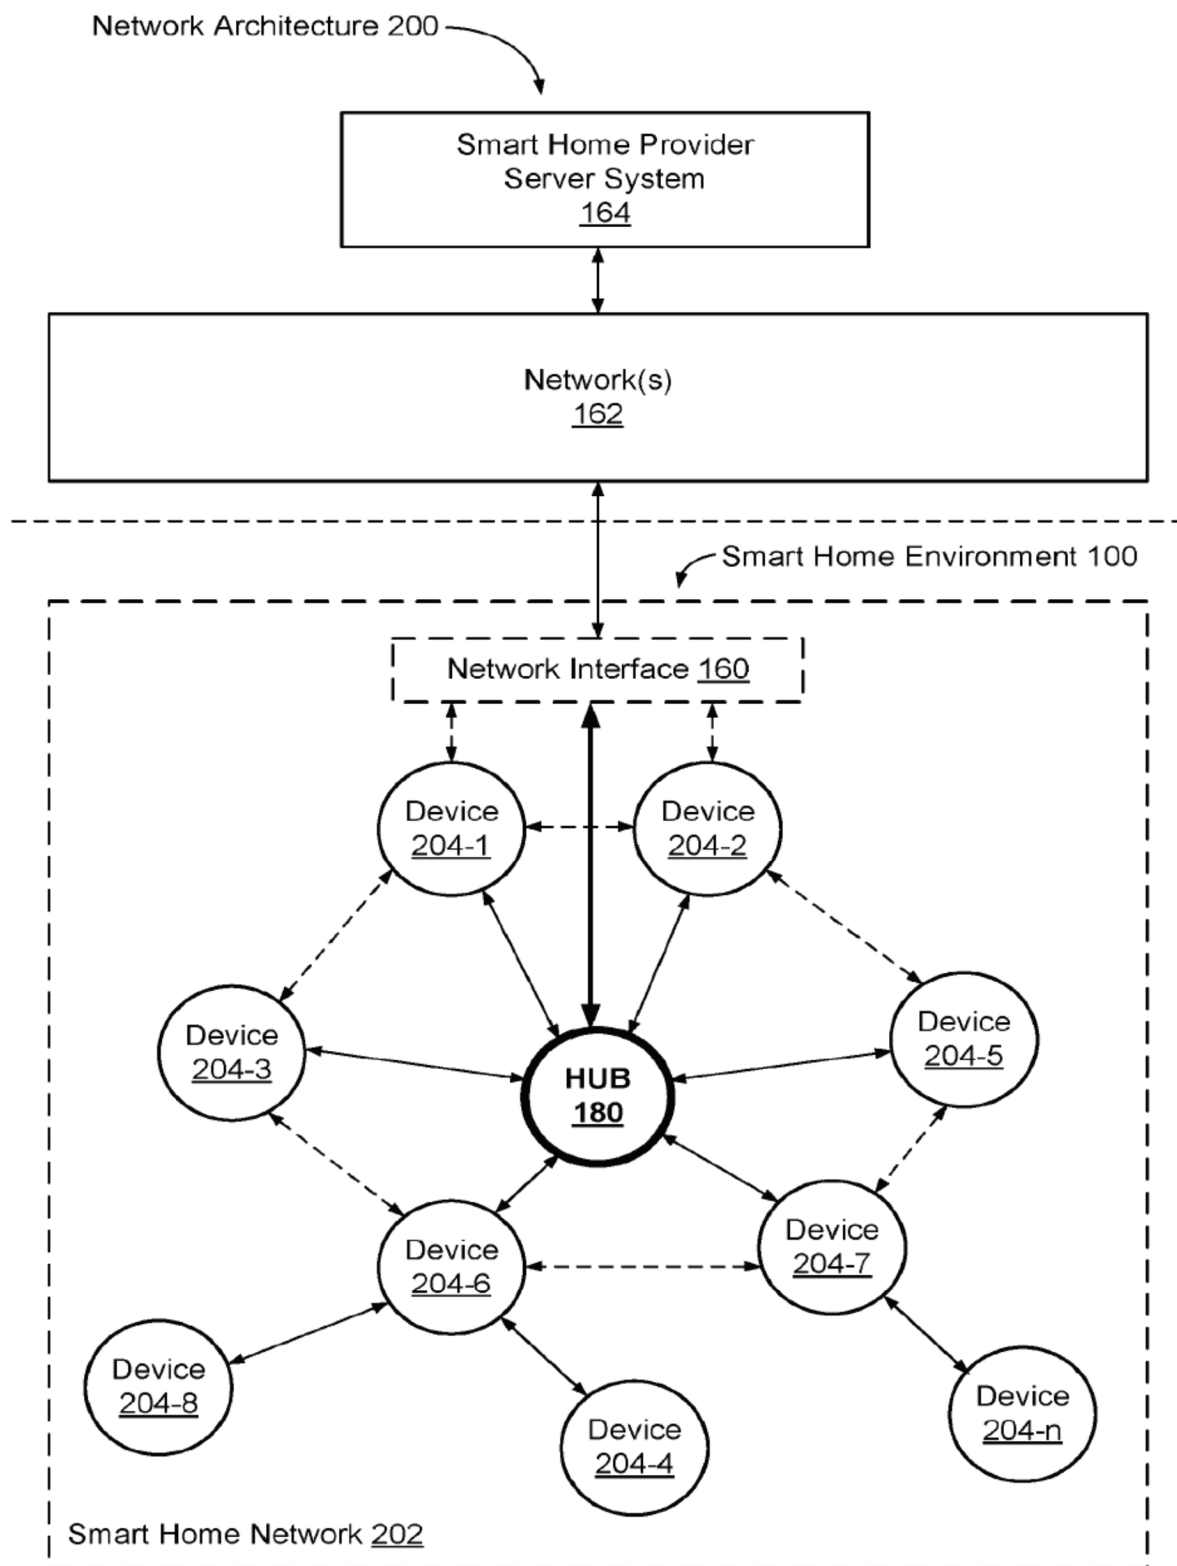 Network Architecture 200
Smart Home Provider
Server System
164
Network(s)
162
Smart Home Environment 100
Network Interface 160
Device
204-1
Device
204-2
Device
204-3
Device
204-5
HUB
180
Device
204-6
Device
204-7
Device
204-8
Device
204-4
Device
204-n
Smart Home Network 202